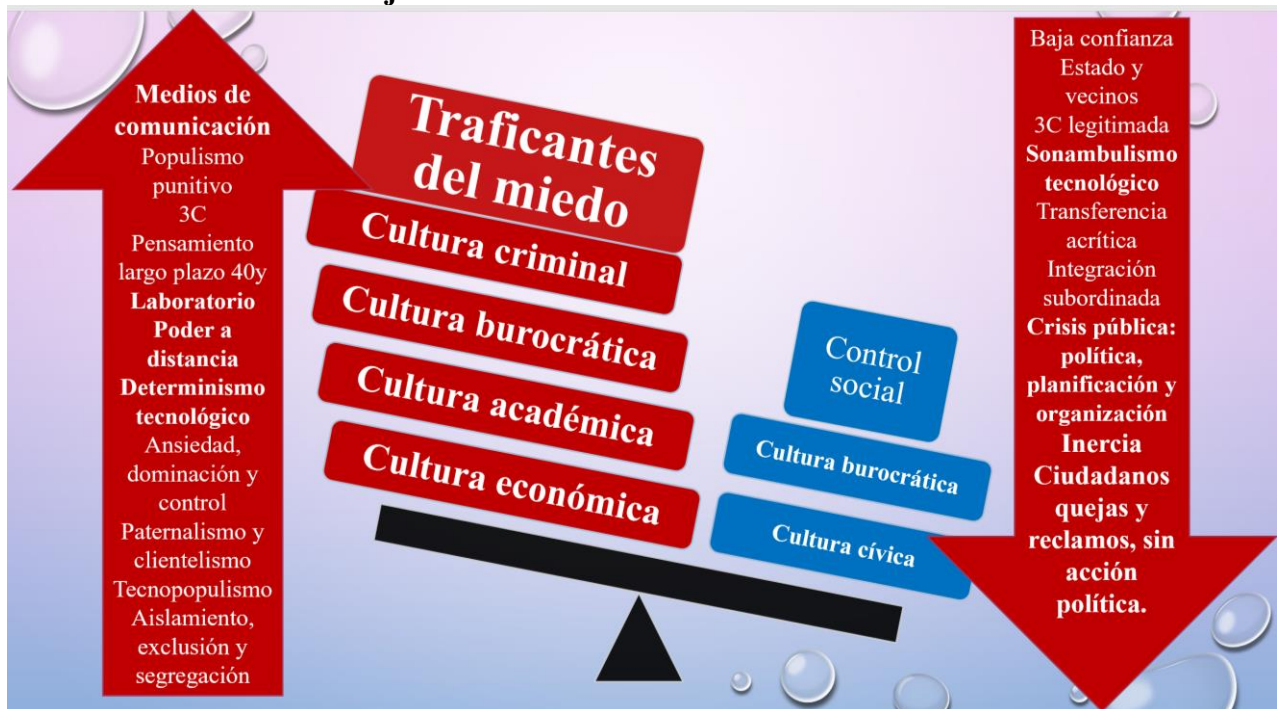 Medios de
comunicación
Populismo
punitivo
3C
Pensamiento
largo plazo 40y
Laboratorio
Poder a
distancia
Determinismo
tecnológico
Ansiedad,
dominación y
control
Paternalismo y
clientelismo
Tecnopopulismo
Aislamiento,
exclusión y
segregación
Traficantes
del miedo
Cultura criminal
Cultura burocrática
Cultura académica
Cultura económica
Control
social
Cultura burocrática
Cultura cívica
Baja confianza
Estado y
vecinos
3C legitimada
Sonambulismo
tecnológico
Transferencia
acrítica
Integración
subordinada
Crisis pública:
política,
planificación y
organización
Inercia
Ciudadanos
quejas y
reclamos, sin
acción
política.